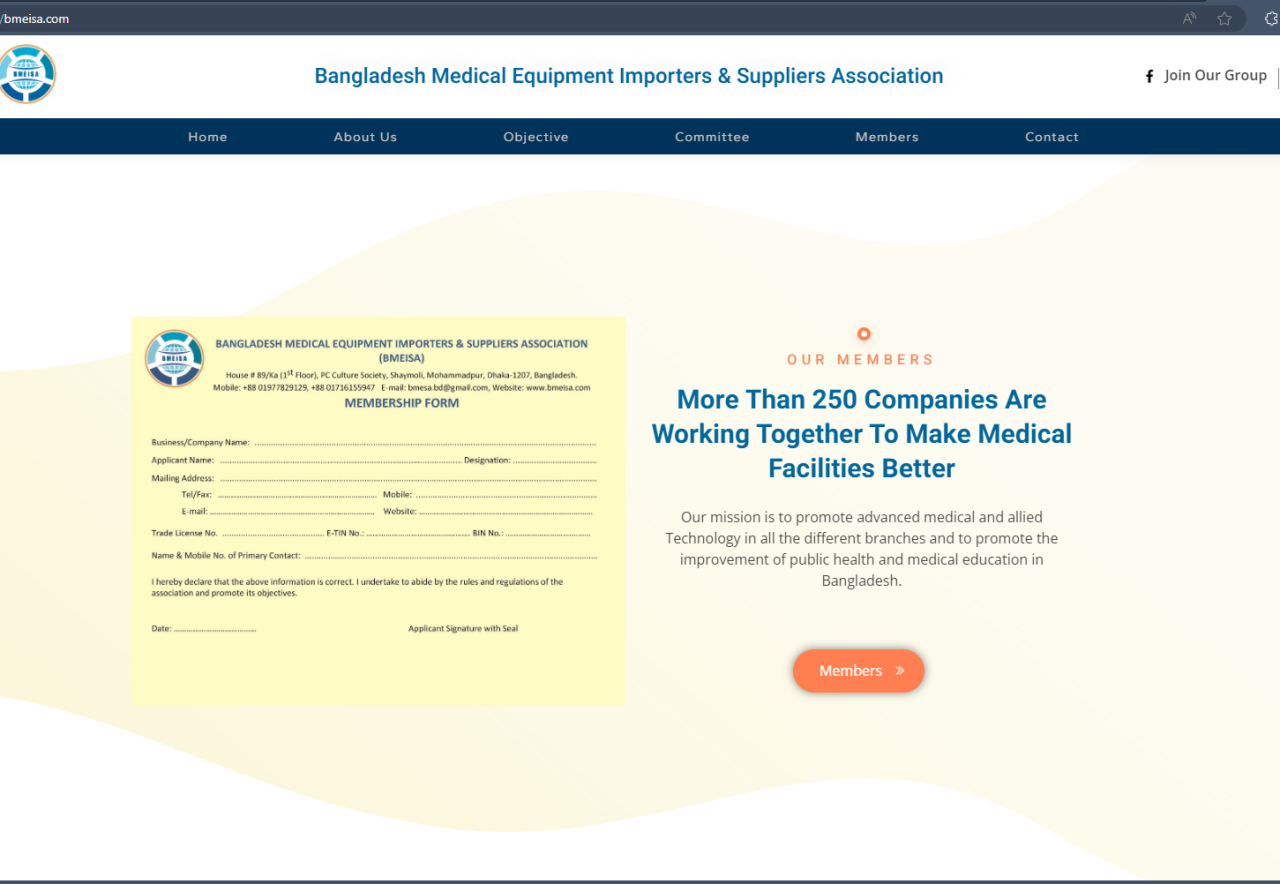 /bmeisa.com
BMEISA
Bangladesh Medical Equipment Importers & Suppliers Association
Join Our Group
Home About Us Objective Committee Members Contact
BMEISA
BANGLADESH MEDICAL EQUIPMENT IMPORTERS & SUPPLIERS ASSOCIATION
(BMEISA)
House # 89/Ka (1st Floor), PC Culture Society, Shaymoli, Mohammadpur, Dhaka-1207, Bangladesh.
Mobile: +88 01977829129, +88 01716155947 E-mail: bmesa.bd@gmail.com, Website: www.bmeisa.com
MEMBERSHIP FORM
Business/Company Name:
Applicant Name: Designation:
Mailing Address:
Tel/Fax: Mobile:
E-mail: Website:
Trade License No. E-TIN No.: BIN No.:
Name & Mobile No. of Primary Contact:
I hereby declare that the above information is correct. I undertake to abide by the rules and regulations of the
association and promote its objectives.
Date: Applicant Signature with Seal
OUR MEMBERS
More Than 250 Companies Are
Working Together To Make Medical
Facilities Better
Our mission is to promote advanced medical and allied
Technology in all the different branches and to promote the
improvement of public health and medical education in
Bangladesh.
Members »